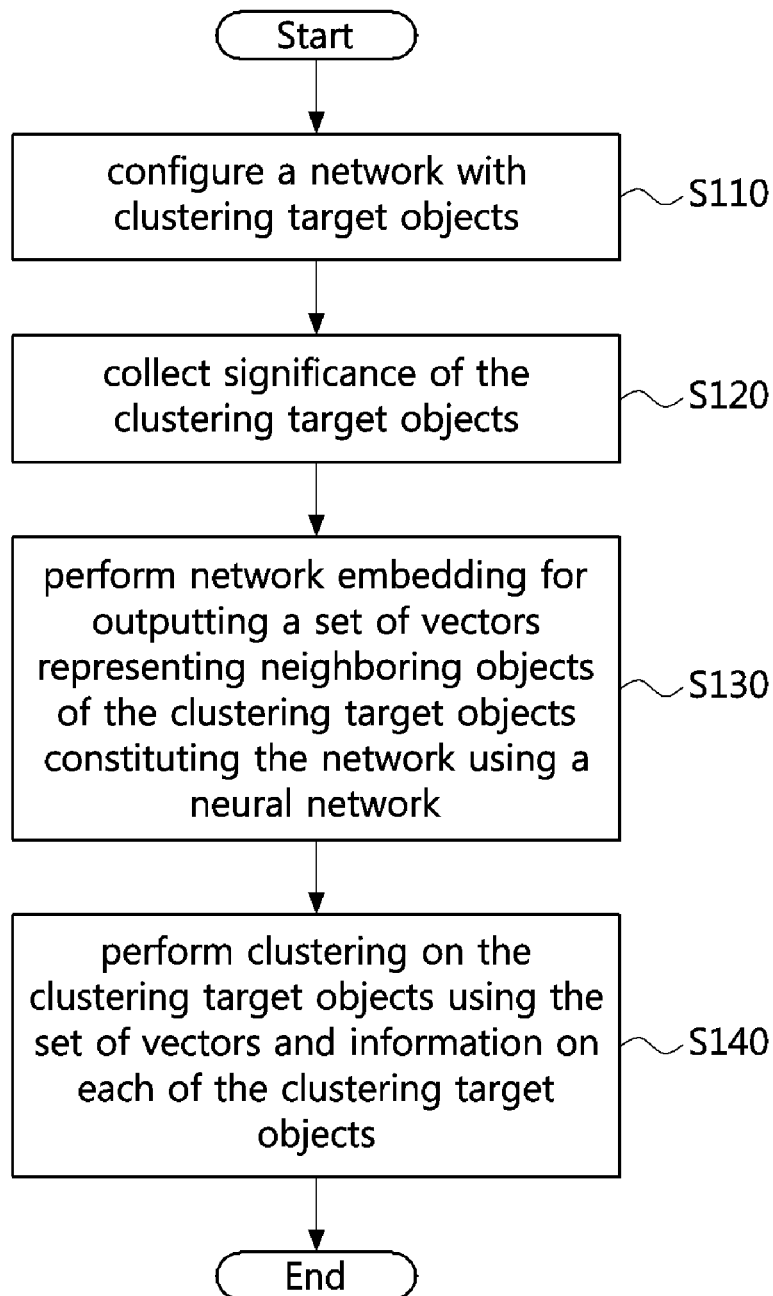 Start
configure a network with
clustering target objects
S110
collect significance of the
clustering target objects
S120
perform network embedding for
outputting a set of vectors
representing neighboring objects
of the clustering target objects
constituting the network using a
neural network
S130
perform clustering on the
clustering target objects using the
set of vectors and information on
each of the clustering target
objects
S140
End